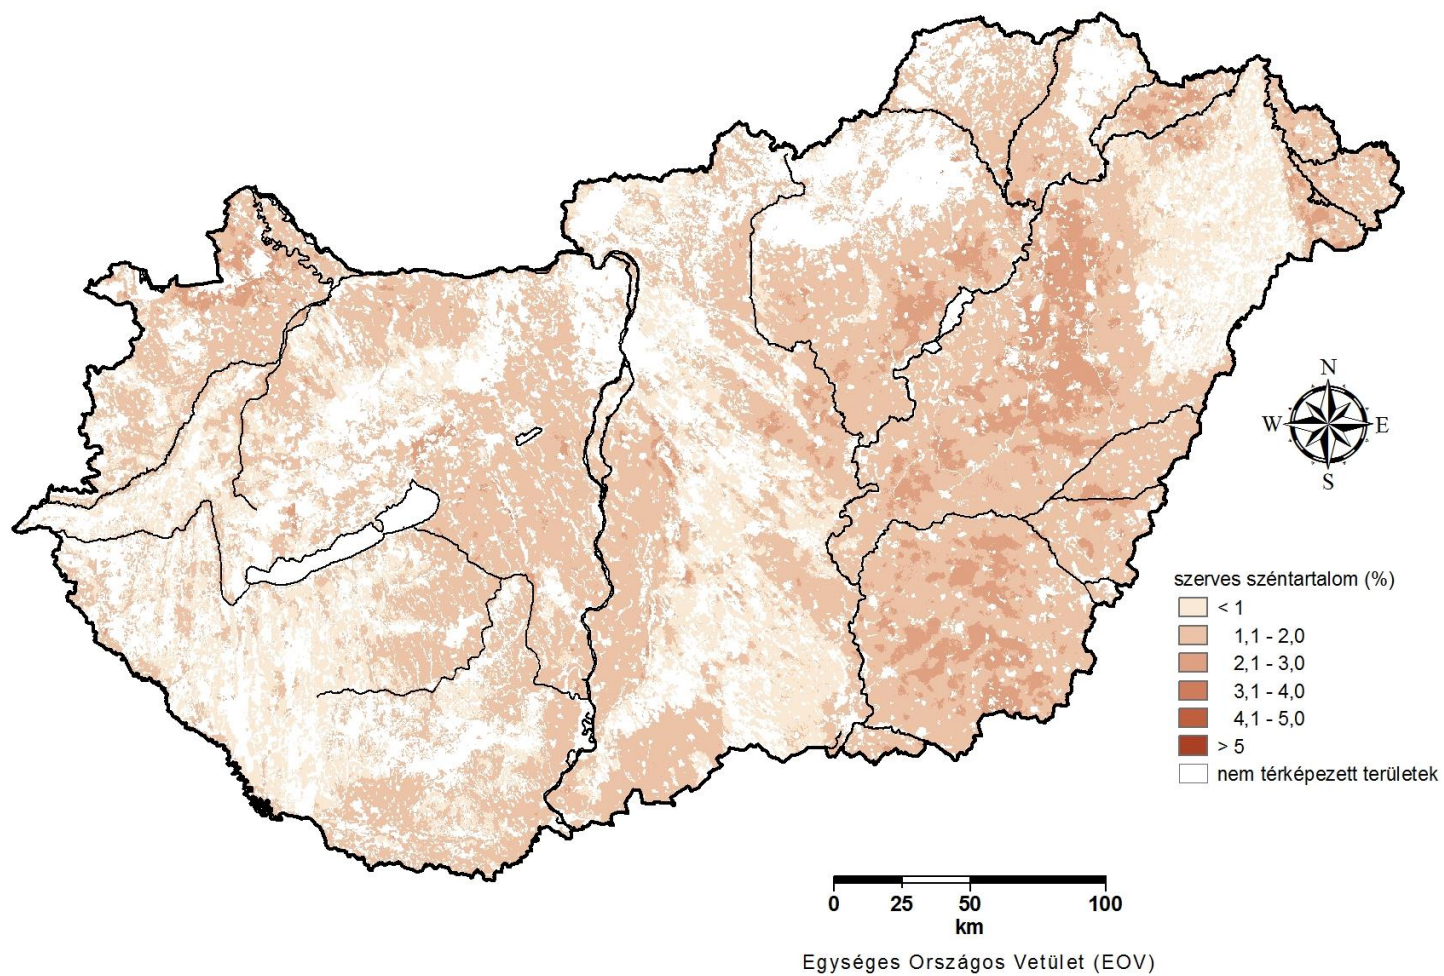 N
W E
S
szerves széntartalom (%)
< 1
1,1 - 2,0
2,1 - 3,0
3,1 - 4,0
4,1 - 5,0
> 5
nem térképezett területek
0 25 50 100
km
Egységes Országos Vetület (EOV)